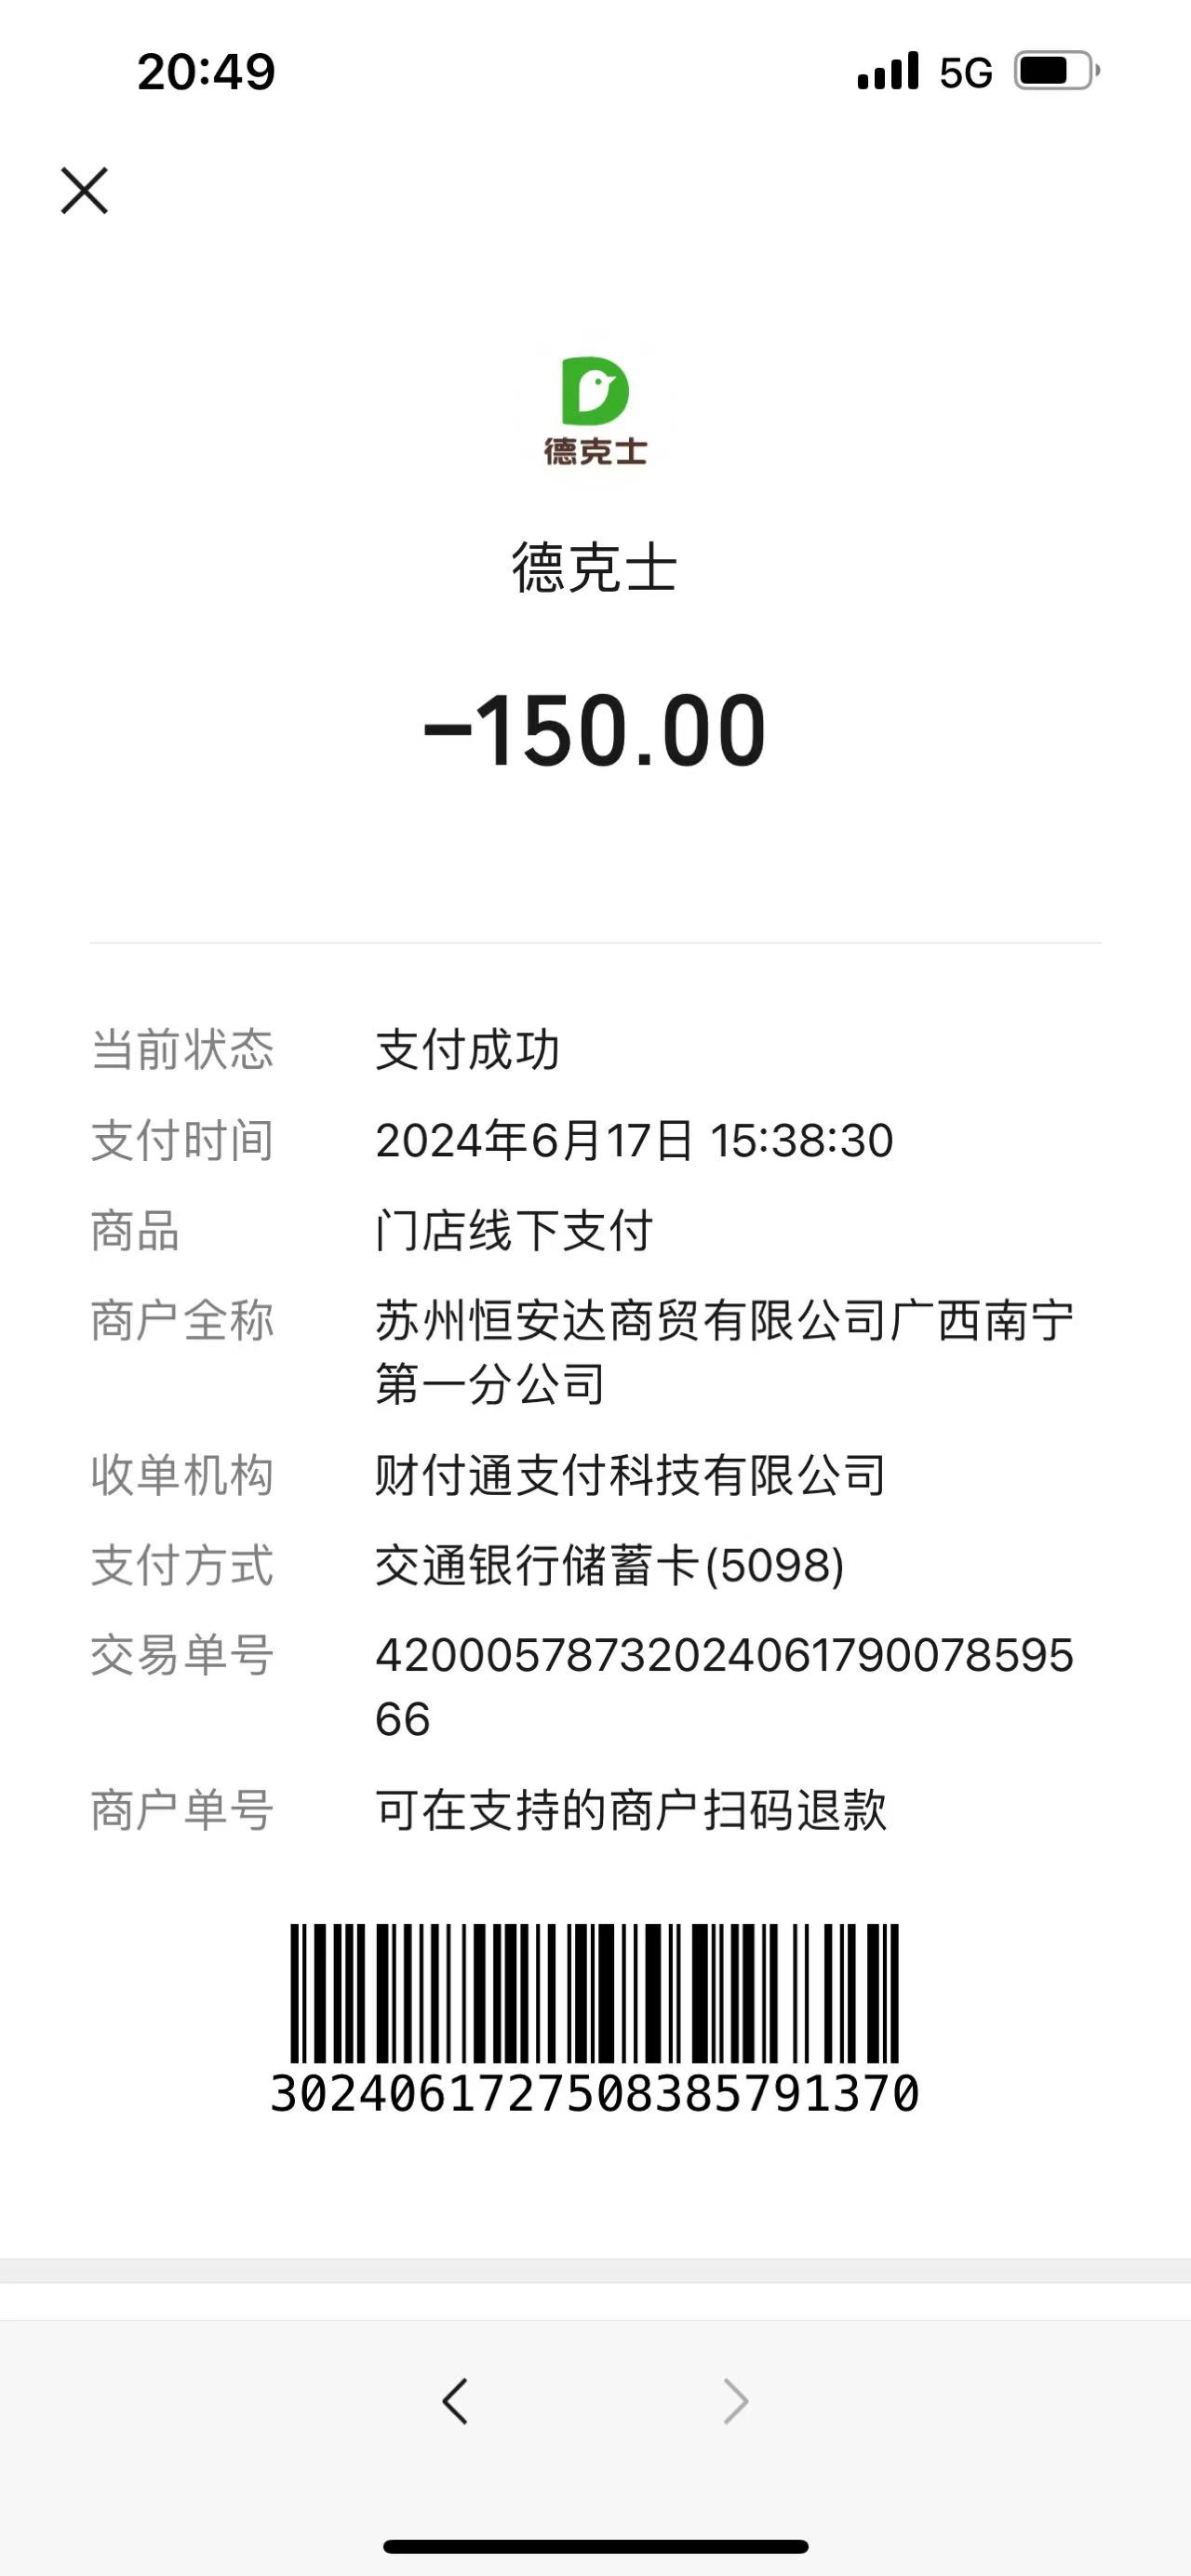 20:49
5G
德克士
德克士
-150.00
当前状态 支付成功
支付时间 2024年6月17日 15:38:30
商品 门店线下支付
商户全称 苏州恒安达商贸有限公司广西南宁
第一分公司
收单机构 财付通支付科技有限公司
支付方式 交通银行储蓄卡(5098)
交易单号 42000578732024061790078595
66
商户单号 可在支持的商户扫码退款
3024061727508385791370